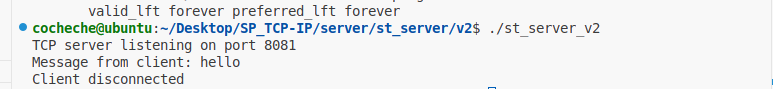 valid_lft forever preferred_lft forever
cocheche@ubuntu:~/Desktop/SP_TCP-IP/server/st_server/v2$ ./st_server_v2
TCP server listening on port 8081
Message from client: hello
Client disconnected